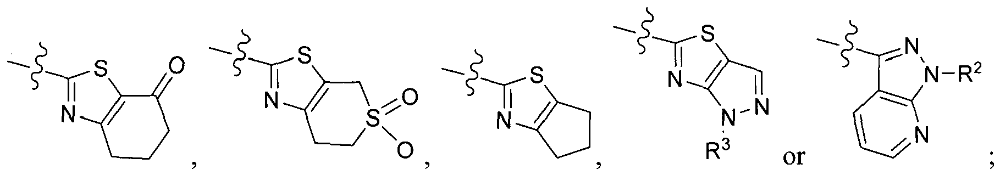 S N O ,
S N S O O ,
S N ,
S N N N R³ or
N N R² N ;